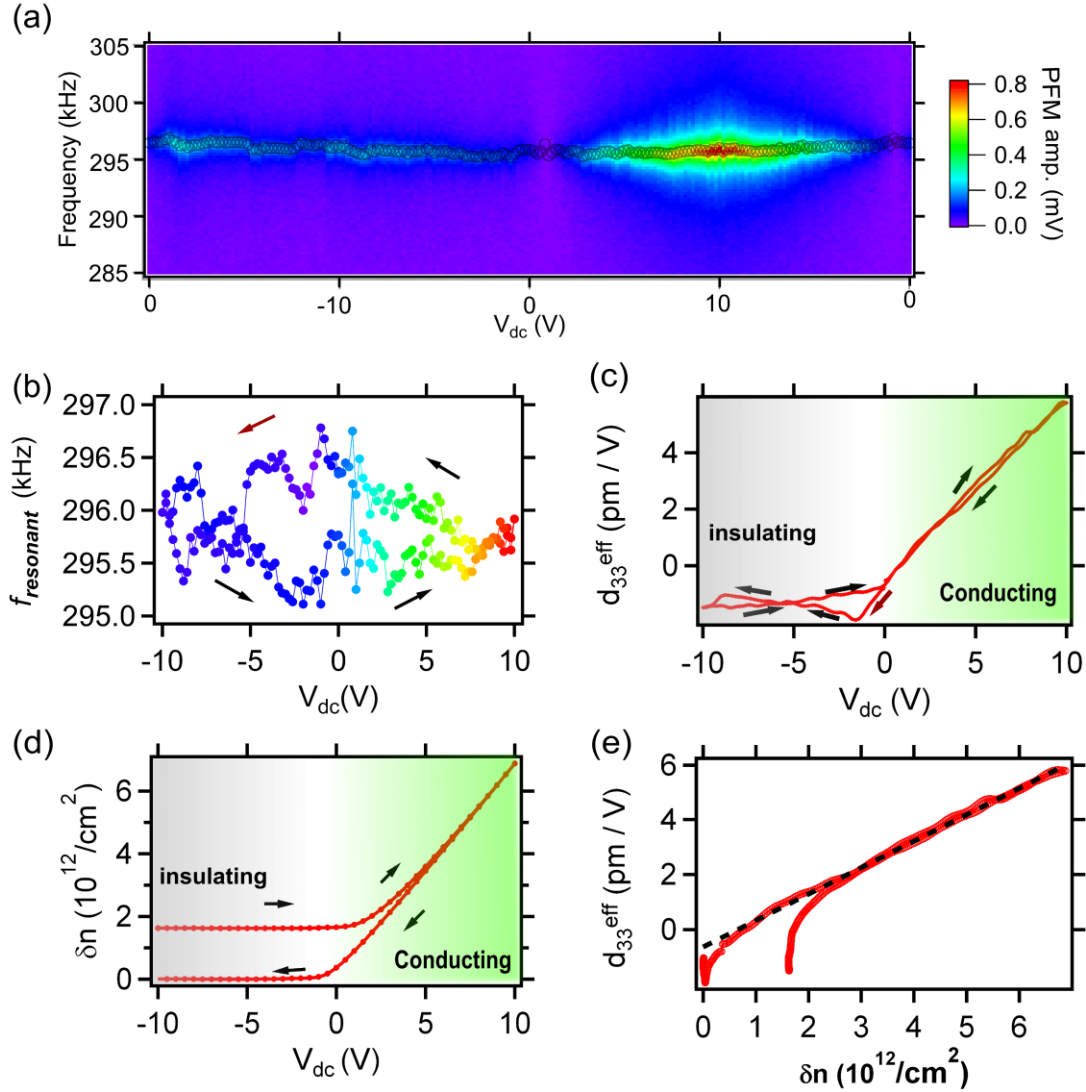 (a)
305
300
295
290
285
Frequency (kHz)
0
-10
0
10
0
V_dc (V)
0.8
0.6
0.4
0.2
0.0
PFM amp. (mV)
(b)
297.0
296.5
296.0
295.5
295.0
f_resonant (kHz)
-10
-5
0
5
10
V_dc(V)
(c)
4
2
0
d_33^eff (pm / V)
insulating
Conducting
-10
-5
0
5
10
V_dc (V)
(d)
6
4
2
0
δn (10^12/cm^2)
insulating
Conducting
-10
-5
0
5
10
V_dc (V)
(e)
6
4
2
0
d_33^eff (pm / V)
0
1
2
3
4
5
6
δn (10^12/cm^2)